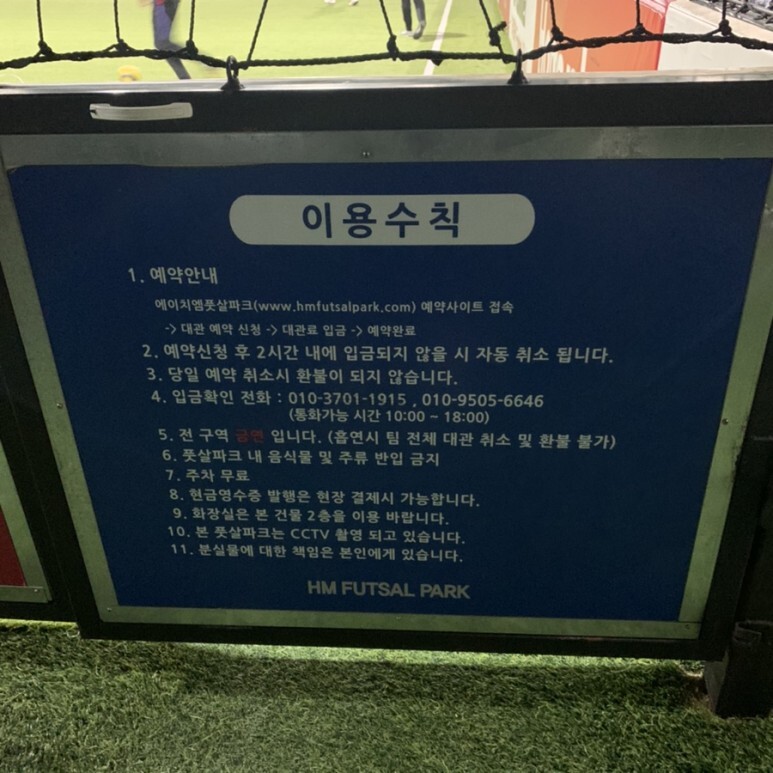 이용수칙
1. 예약안내
에이치엠풋살파크(www.hmfutsalpark.com) 예약사이트 접속
-> 대관 예약 신청 -> 대관료 입금 -> 예약완료
2. 예약신청 후 2시간 내에 입금되지 않을 시 자동 취소 됩니다.
3. 당일 예약 취소시 환불이 되지 않습니다.
4. 입금확인 전화 : 010-3701-1915 , 010-9505-6646
(통화가능 시간 10:00 ~ 18:00)
5. 전 구역 금연 입니다. (흡연시 팀 전체 대관 취소 및 환불 불가)
6. 풋살파크 내 음식물 및 주류 반입 금지
7. 주차 무료
8. 현금영수증 발행은 현장 결제시 가능합니다.
9. 화장실은 본 건물 2층을 이용 바랍니다.
10. 본 풋살파크는 CCTV 촬영 되고 있습니다.
11. 분실물에 대한 책임은 본인에게 있습니다.
HM FUTSAL PARK